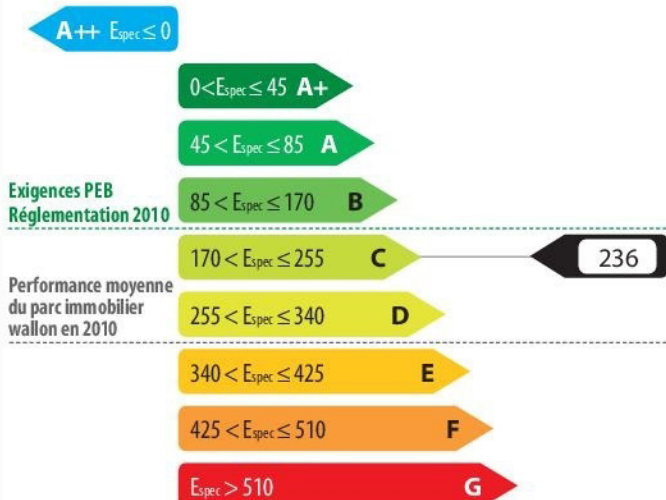 A++ Espec ≤ 0
0 < Espec ≤ 45 A+
45 < Espec ≤ 85 A
Exigences PEB
Réglementation 2010
85 < Espec ≤ 170 B
170 < Espec ≤ 255 C
236
Performance moyenne
du parc immobilier
wallon en 2010
255 < Espec ≤ 340 D
340 < Espec ≤ 425 E
425 < Espec ≤ 510 F
Espec > 510 G